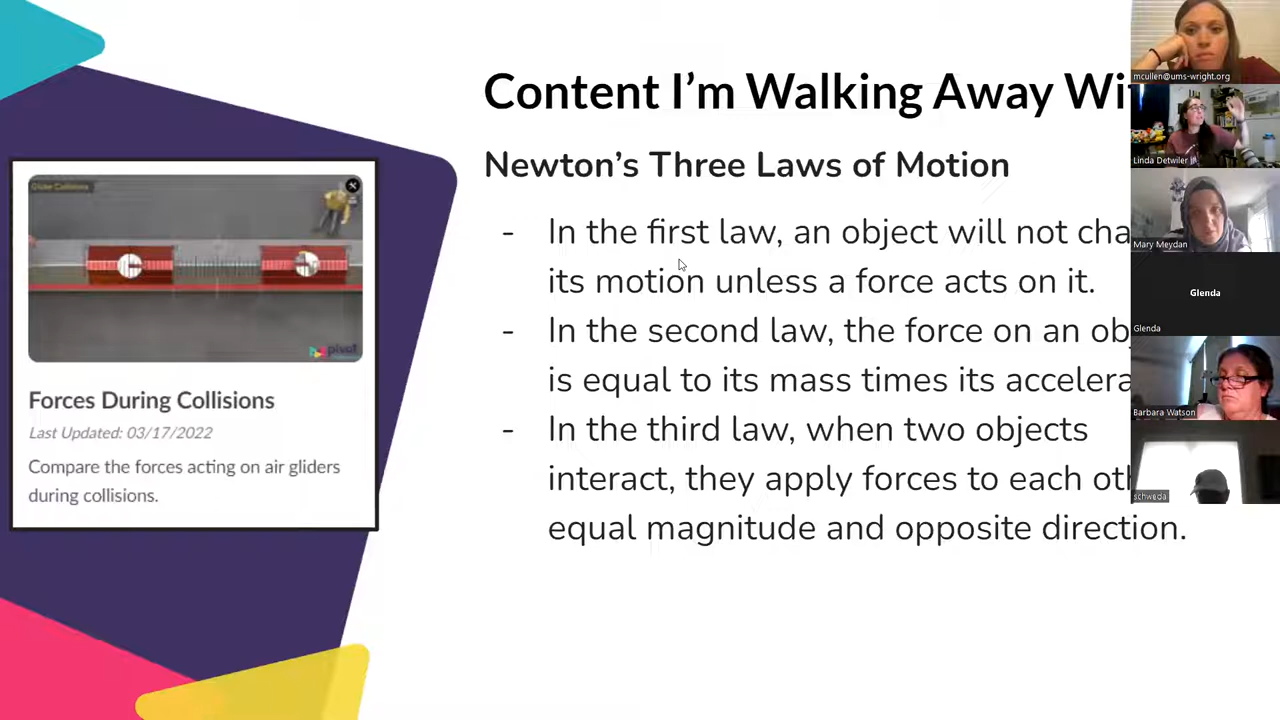 Content I'm Walking Away Wi
Newton's Three Laws of Motion
- In the first law, an object will not cha
its motion unless a force acts on it.
- In the second law, the force on an ob
is equal to its mass times its accelera
- In the third law, when two objects
interact, they apply forces to each oth
equal magnitude and opposite direction.
Glider Collisions
pivot
Forces During Collisions
Last Updated: 03/17/2022
Compare the forces acting on air gliders
during collisions.
mcullen@ums-wright.org
Linda Detwiler
Mary Meydan
Glenda
Glenda
Barbara Watson
schweda